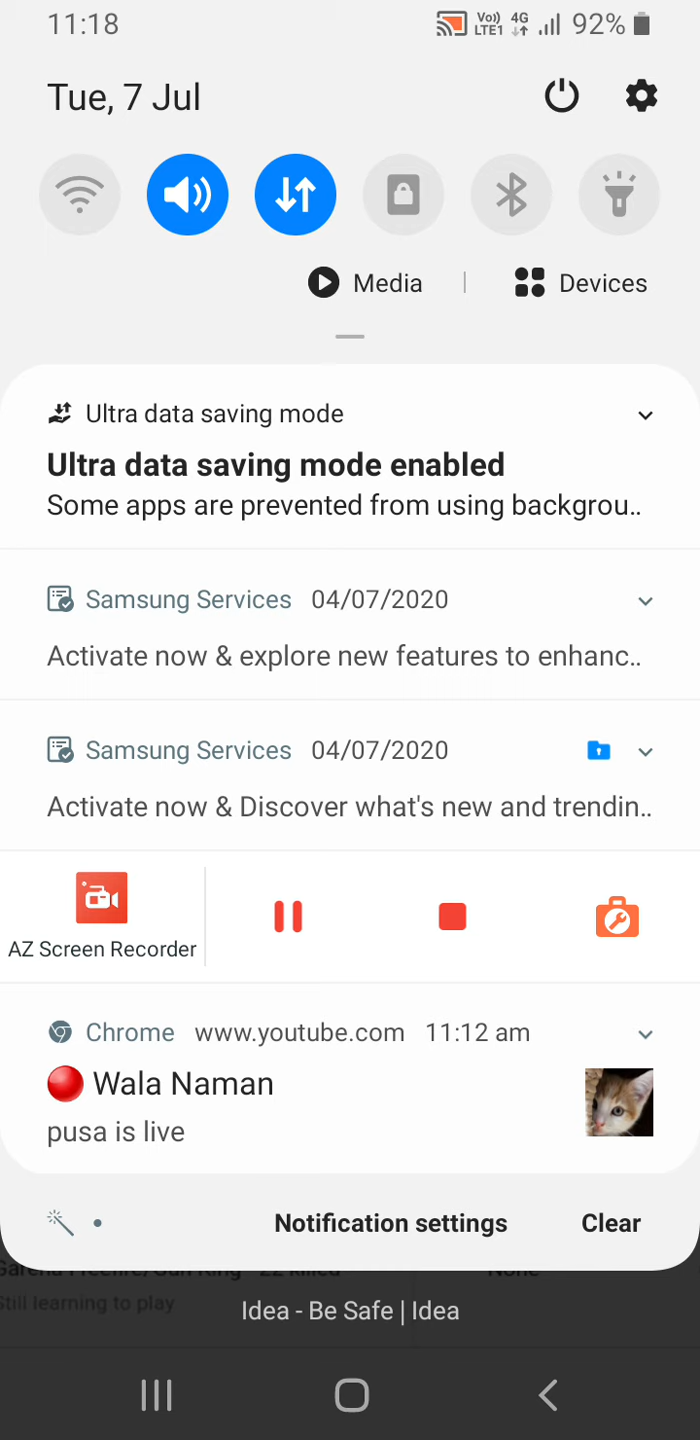 11:18
Vo)) LTE1 4G 92%
Tue, 7 Jul
Media | Devices
Ultra data saving mode
Ultra data saving mode enabled
Some apps are prevented from using backgrou..
Samsung Services 04/07/2020
Activate now & explore new features to enhanc..
Samsung Services 04/07/2020
Activate now & Discover what's new and trendin..
AZ Screen Recorder
Chrome www.youtube.com 11:12 am
Wala Naman
pusa is live
Notification settings Clear
Still learning to play
Idea - Be Safe | Idea